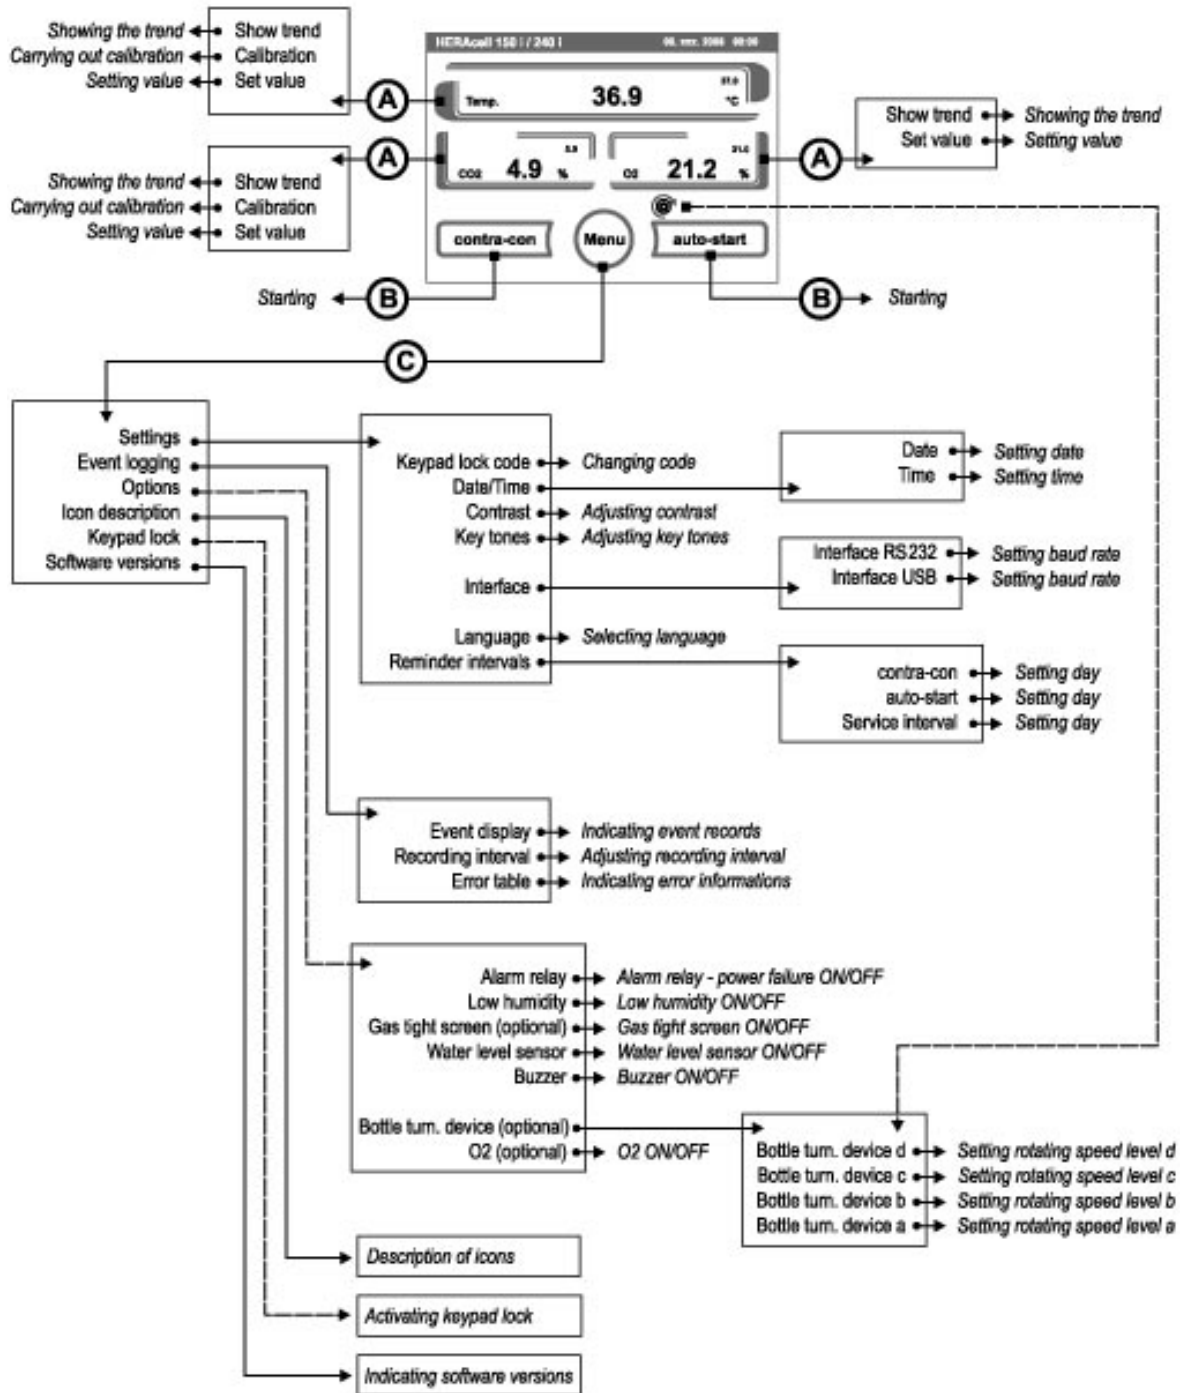 Showing the trend Show trend
Carrying out calibration Calibration
Setting value Set value
A
HERAcell 150 i / 240 i
37.0
Temp. 36.9 °C
A
CO2 4.9 %
21.0
O2 21.2 %
A
Show trend Showing the trend
Set value Setting value
Showing the trend Show trend
Carrying out calibration Calibration
Setting value Set value
contra-con Menu auto-start
Starting B
B Starting
C
Settings
Event logging
Options
Icon description
Keypad lock
Software versions
Keypad lock code Changing code
Date/Time
Contrast Adjusting contrast
Key tones Adjusting key tones
Interface
Language Selecting language
Reminder intervals
Date Setting date
Time Setting time
Interface RS232 Setting baud rate
Interface USB Setting baud rate
contra-con Setting day
auto-start Setting day
Service interval Setting day
Event display Indicating event records
Recording interval Adjusting recording interval
Error table Indicating error informations
Alarm relay Alarm relay - power failure ON/OFF
Low humidity Low humidity ON/OFF
Gas tight screen (optional) Gas tight screen ON/OFF
Water level sensor Water level sensor ON/OFF
Buzzer Buzzer ON/OFF
Bottle turn. device (optional)
O2 (optional) O2 ON/OFF
Bottle turn. device d Setting rotating speed level d
Bottle turn. device c Setting rotating speed level c
Bottle turn. device b Setting rotating speed level b
Bottle turn. device a Setting rotating speed level a
Description of icons
Activating keypad lock
Indicating software versions